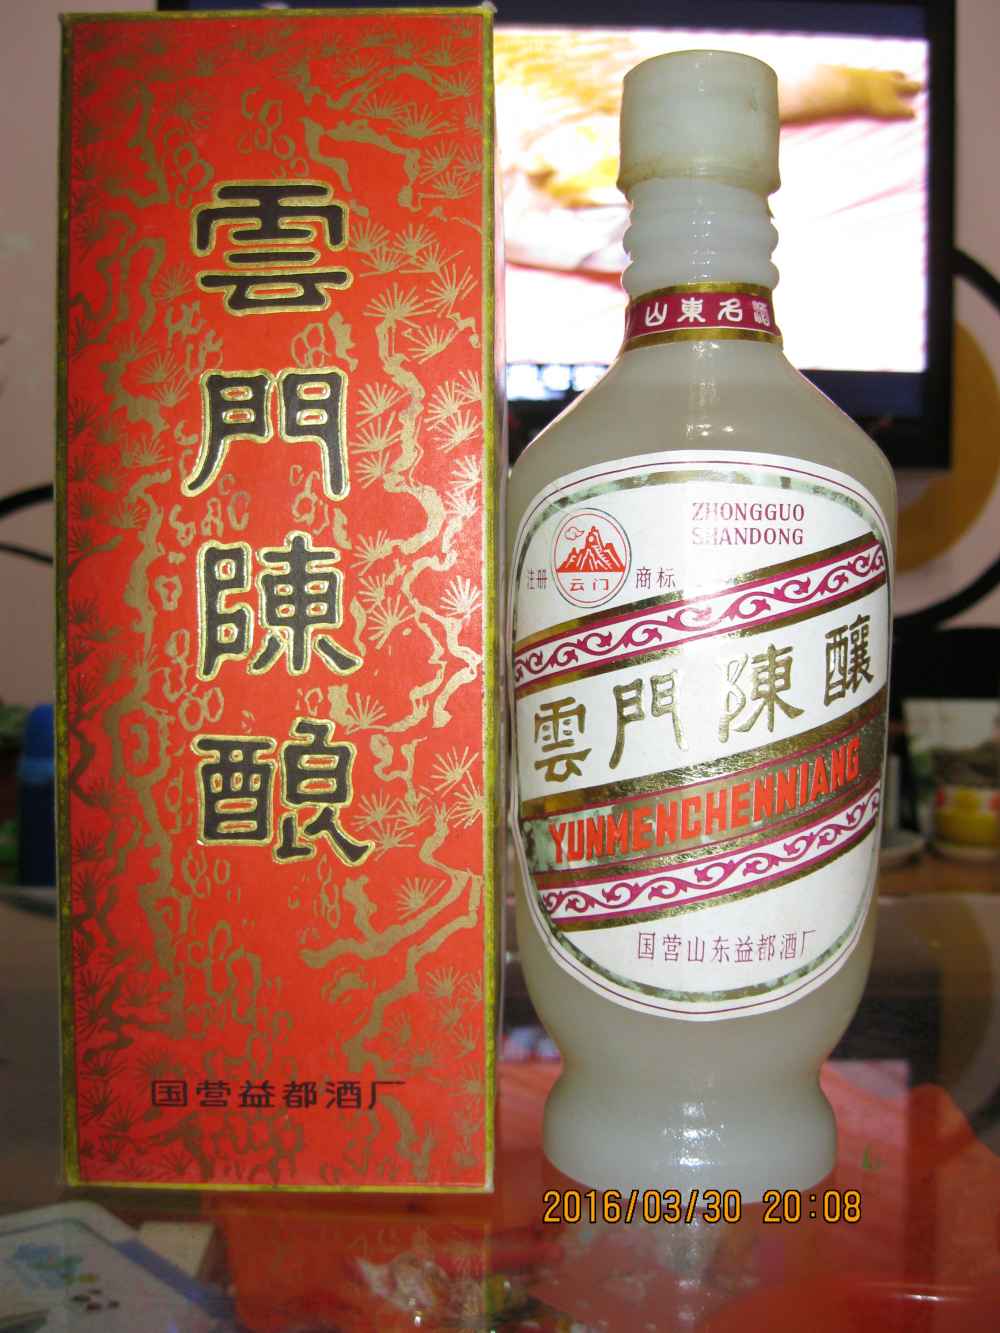 雲門陳酿
国营益都酒厂
山東名酒
ZHONGGUO
SHANDONG
注册 云门 商标
雲門陳釀
YUNMENCHENNIANG
国营山东益都酒厂
2016/03/30 20:08